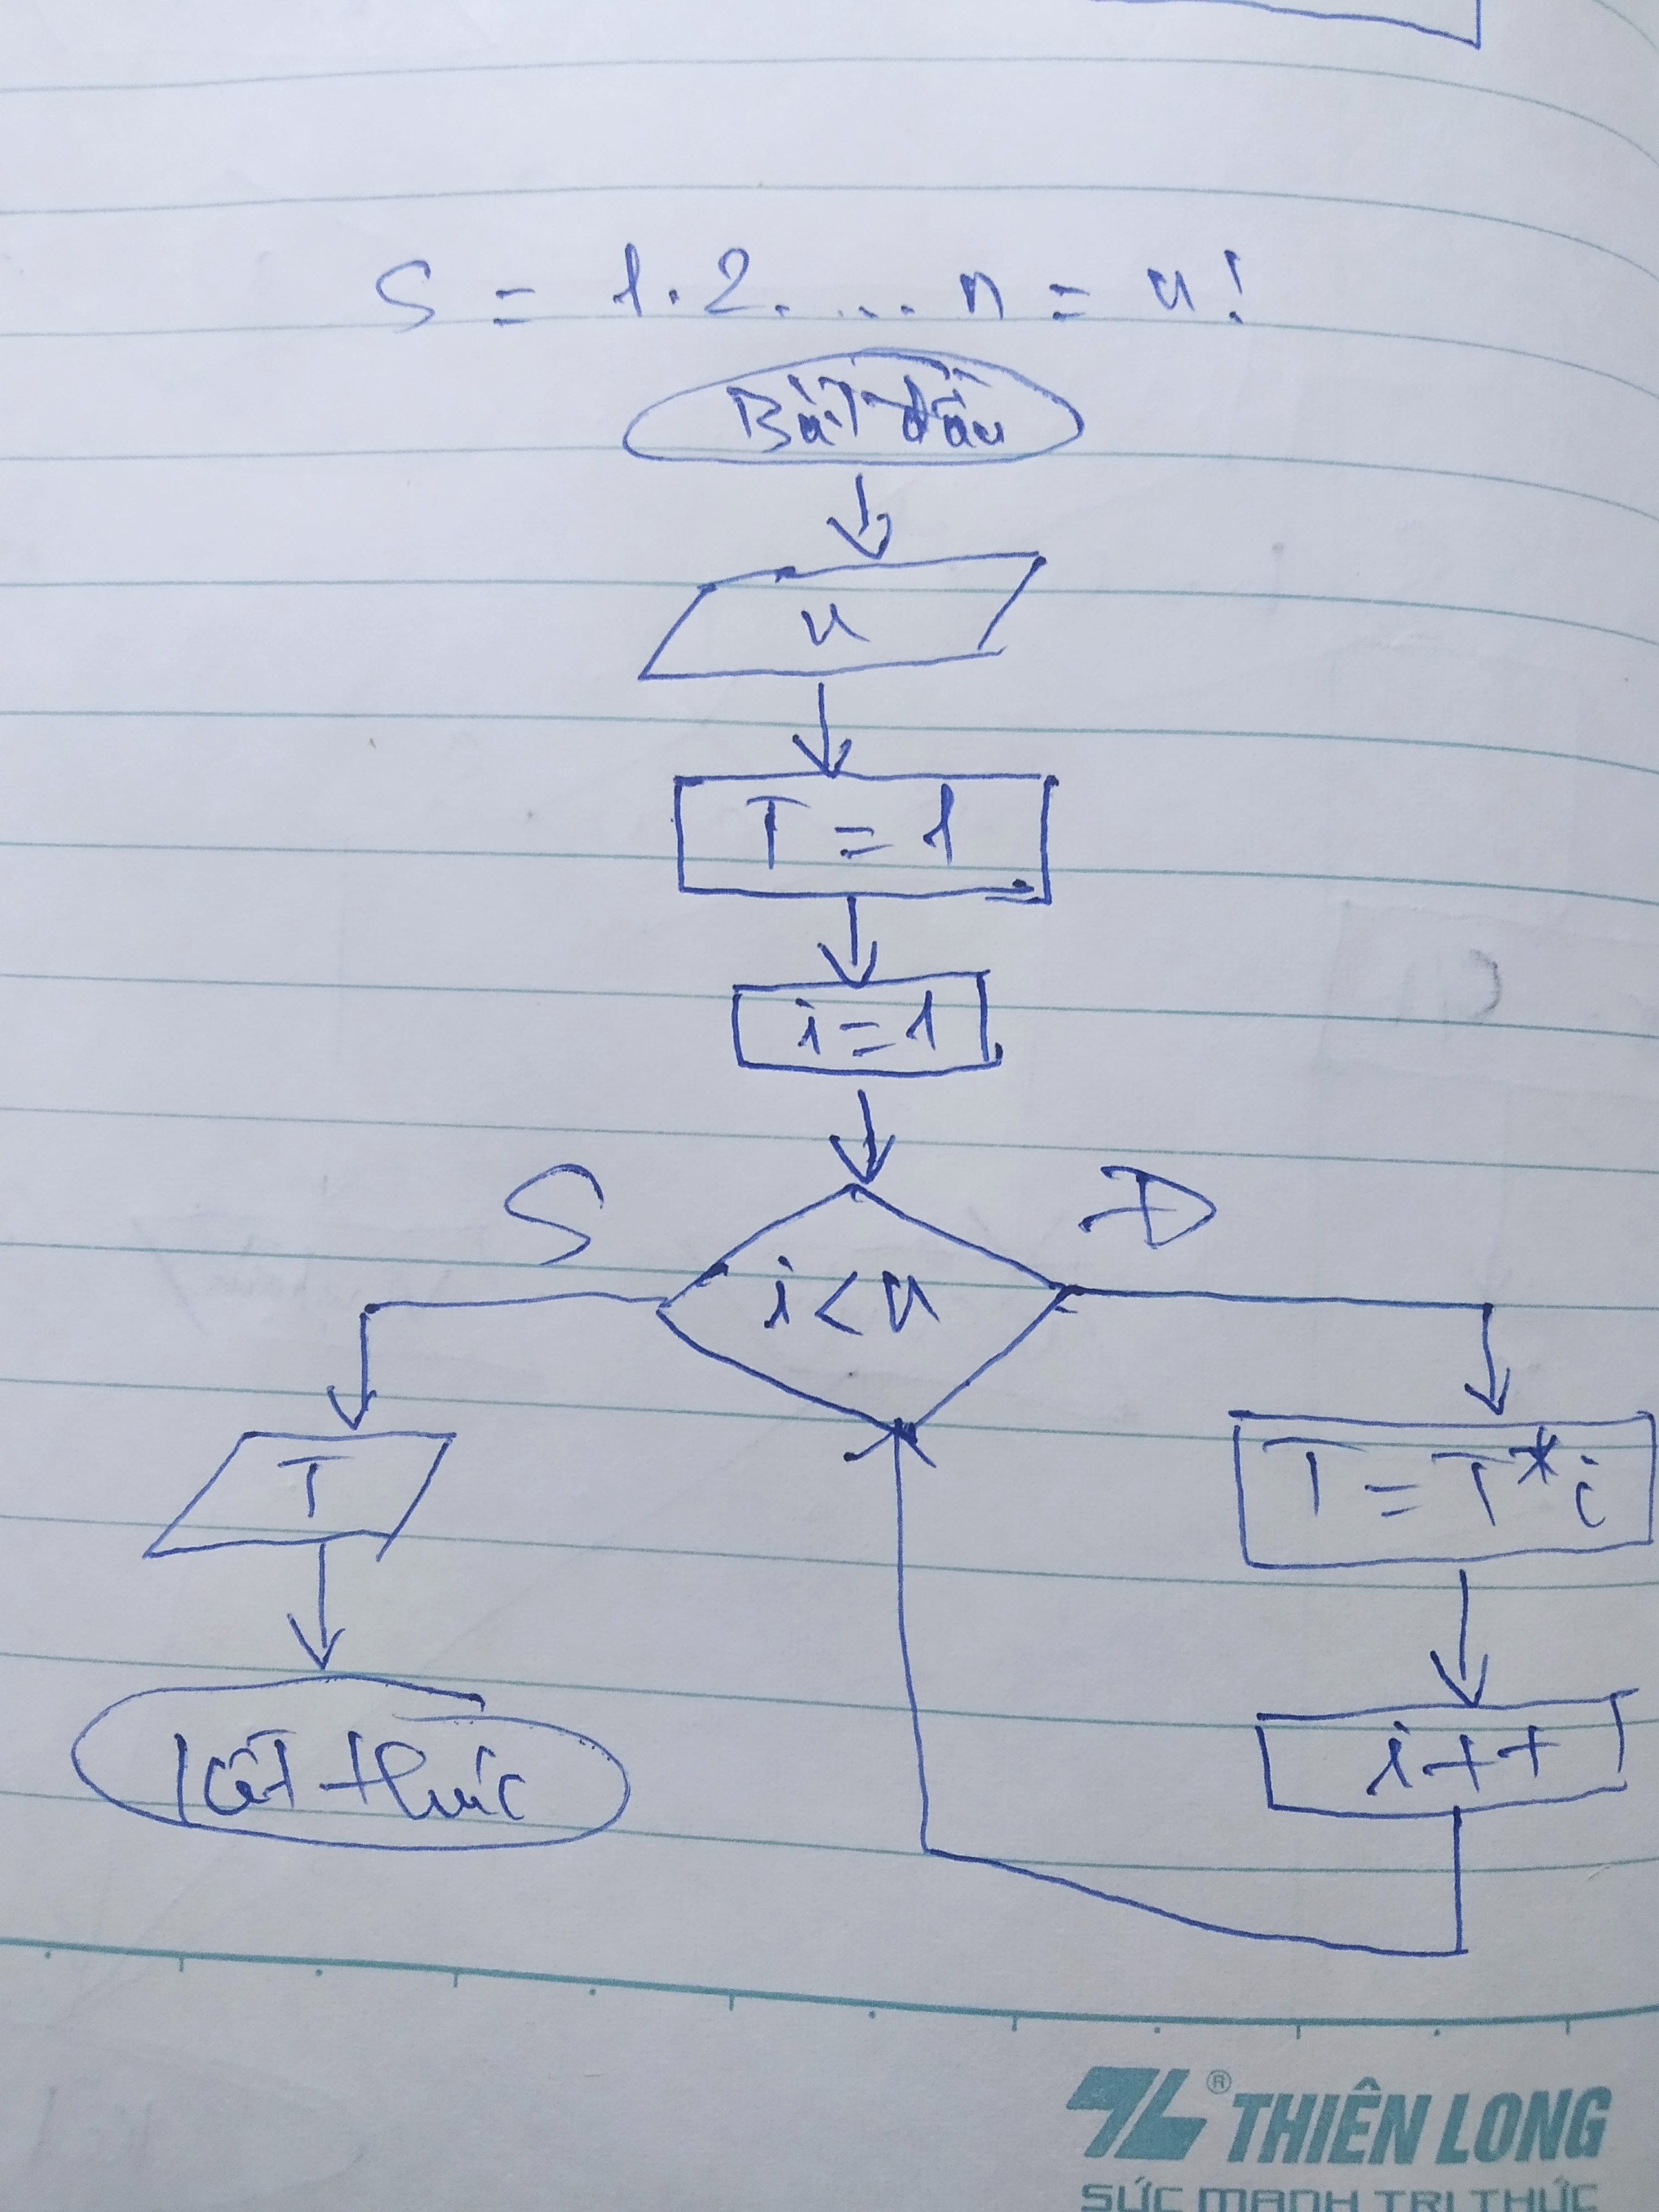 S = 1.2. ... n = n!
Bắt đầu
n
T = 1
i = 1
S
Đ
i < n
T
T = T * i
Kết thúc
i++
® THIÊN LONG
SỨC MẠNH TRI THỨC